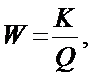 W = K / Q ,